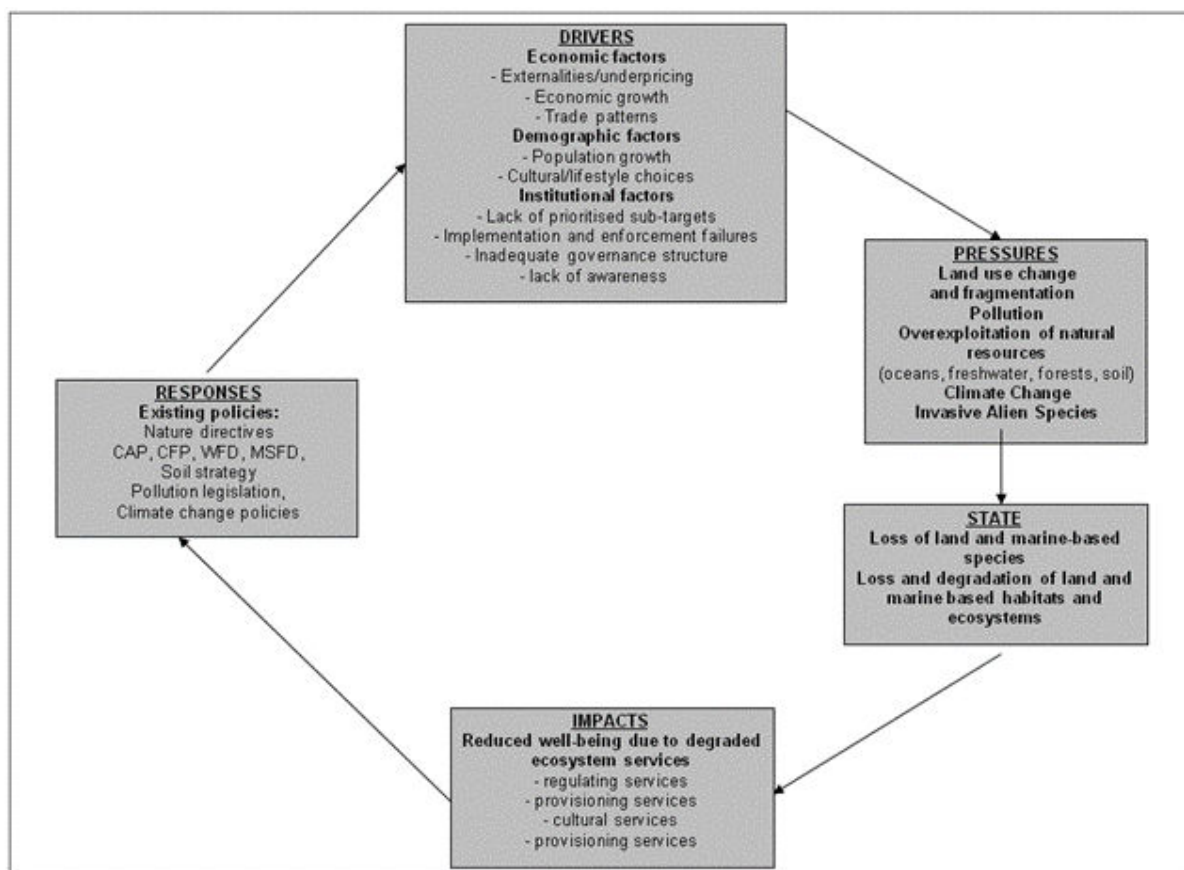 DRIVERS
Economic factors
- Externalities/underpricing
- Economic growth
- Trade patterns
Demographic factors
- Population growth
- Cultural/lifestyle choices
Institutional factors
- Lack of prioritised sub-targets
- Implementation and enforcement failures
- Inadequate governance structure
- lack of awareness
PRESSURES
Land use change
and fragmentation
Pollution
Overexploitation of natural
resources
(oceans, freshwater, forests, soil)
Climate Change
Invasive Alien Species
STATE
Loss of land and marine-based
species
Loss and degradation of land and
marine based habitats and
ecosystems
IMPACTS
Reduced well-being due to degraded
ecosystem services
- regulating services
- provisioning services
- cultural services
- provisioning services
RESPONSES
Existing policies:
Nature directives
CAP, CFP, WFD, MSFD,
Soil strategy
Pollution legislation,
Climate change policies